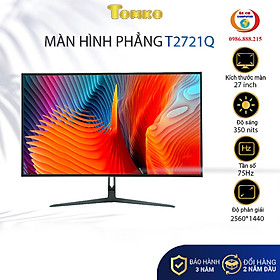 Tomko
0986.888.215
MÀN HÌNH PHẲNG T2721Q
Kích thước màn
27 inch
Độ sáng
350 nits
Hz
Tần số
75Hz
Độ phân giải
2560*1440
BẢO HÀNH
3 NĂM
ĐỔI HÀNG
2 NĂM ĐẦU